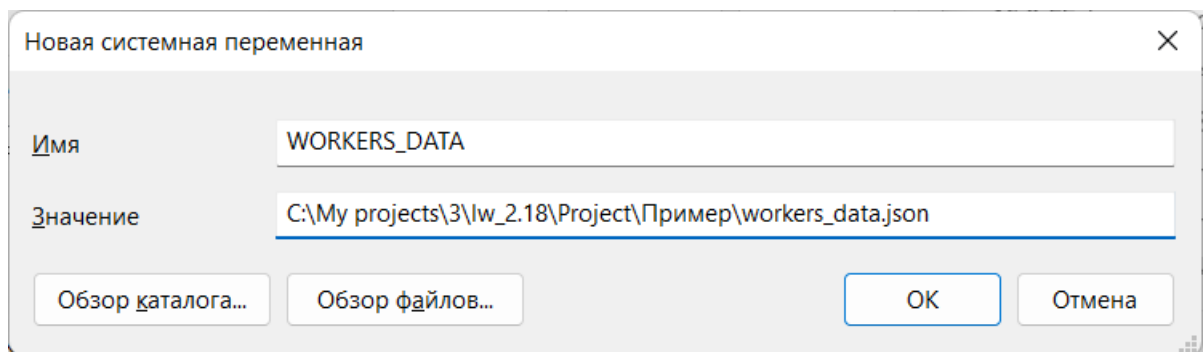 Новая системная переменная
Имя
WORKERS_DATA
Значение
C:\My projects\3\lw_2.18\Project\Пример\workers_data.json
Обзор каталога...
Обзор файлов...
ОК
Отмена